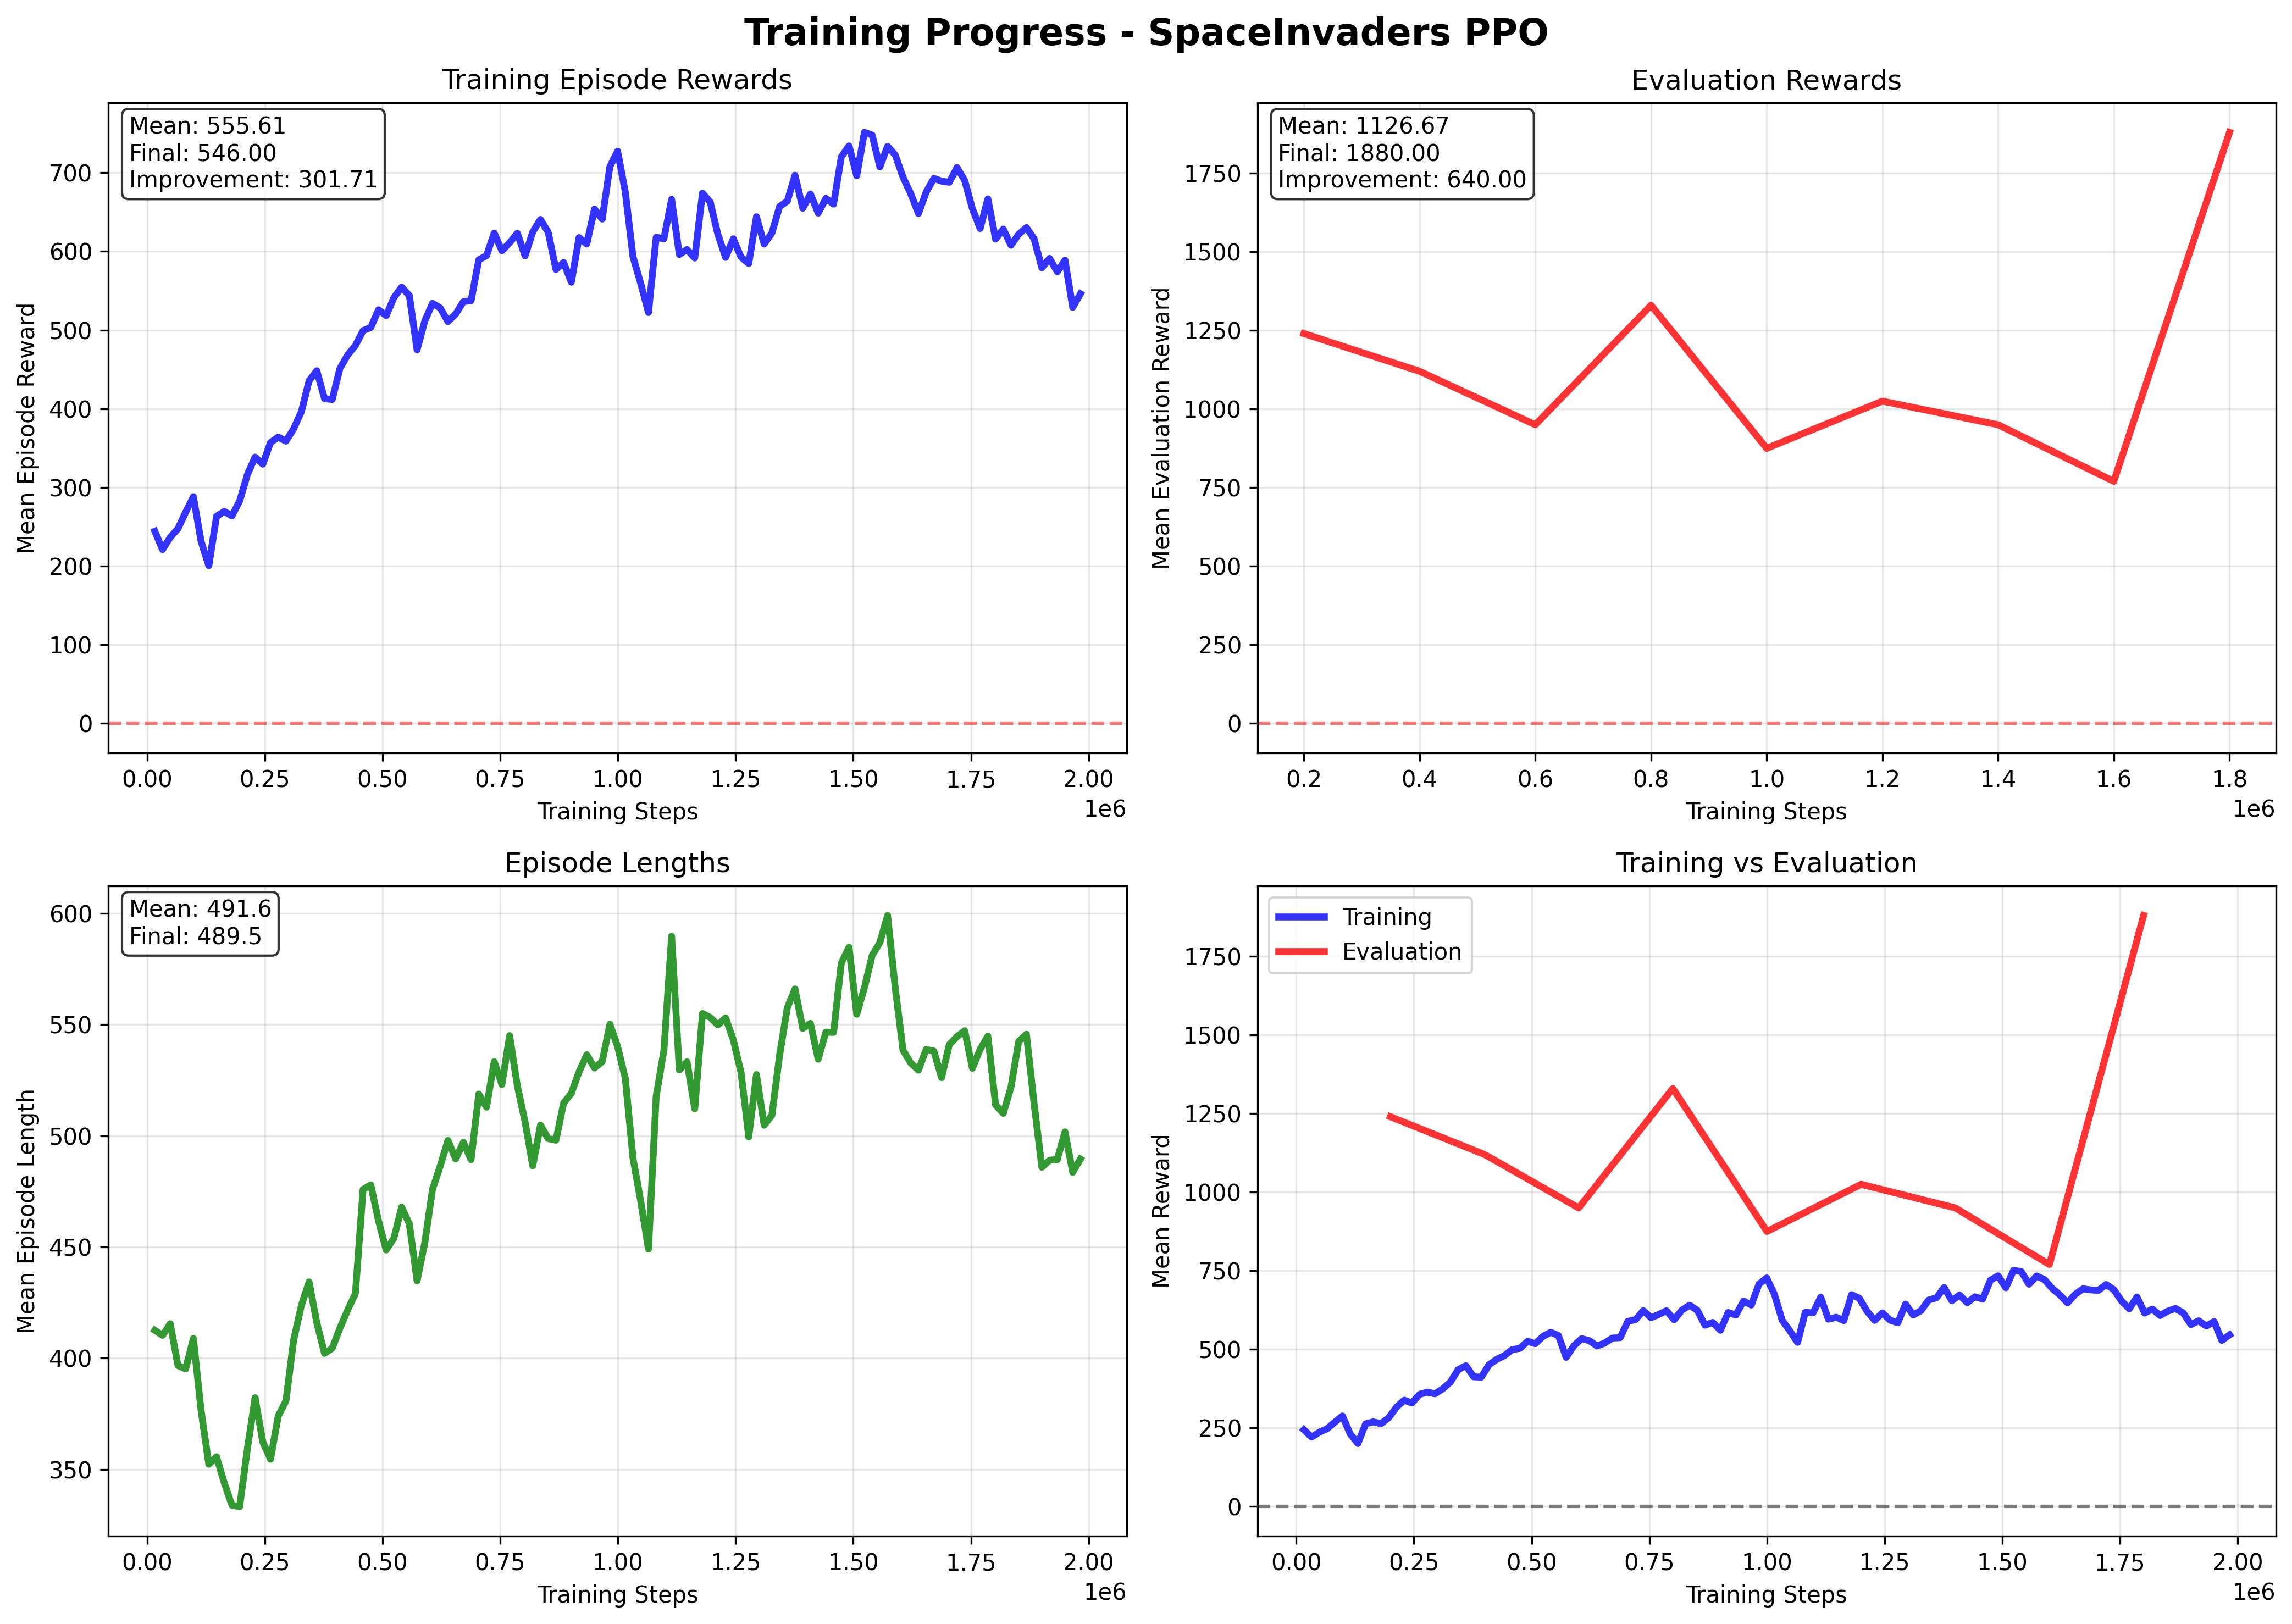 Training Progress - SpaceInvaders PPO
Training Episode Rewards
Mean: 555.61
Final: 546.00
Improvement: 301.71
Mean Episode Reward
700
600
500
400
300
200
100
0
0.00 0.25 0.50 0.75 1.00 1.25 1.50 1.75 2.00
1e6
Training Steps
Evaluation Rewards
Mean: 1126.67
Final: 1880.00
Improvement: 640.00
Mean Evaluation Reward
1750
1500
1250
1000
750
500
250
0
0.2 0.4 0.6 0.8 1.0 1.2 1.4 1.6 1.8
1e6
Training Steps
Episode Lengths
Mean: 491.6
Final: 489.5
Mean Episode Length
600
550
500
450
400
350
0.00 0.25 0.50 0.75 1.00 1.25 1.50 1.75 2.00
1e6
Training Steps
Training vs Evaluation
Training
Evaluation
Mean Reward
1750
1500
1250
1000
750
500
250
0
0.00 0.25 0.50 0.75 1.00 1.25 1.50 1.75 2.00
1e6
Training Steps